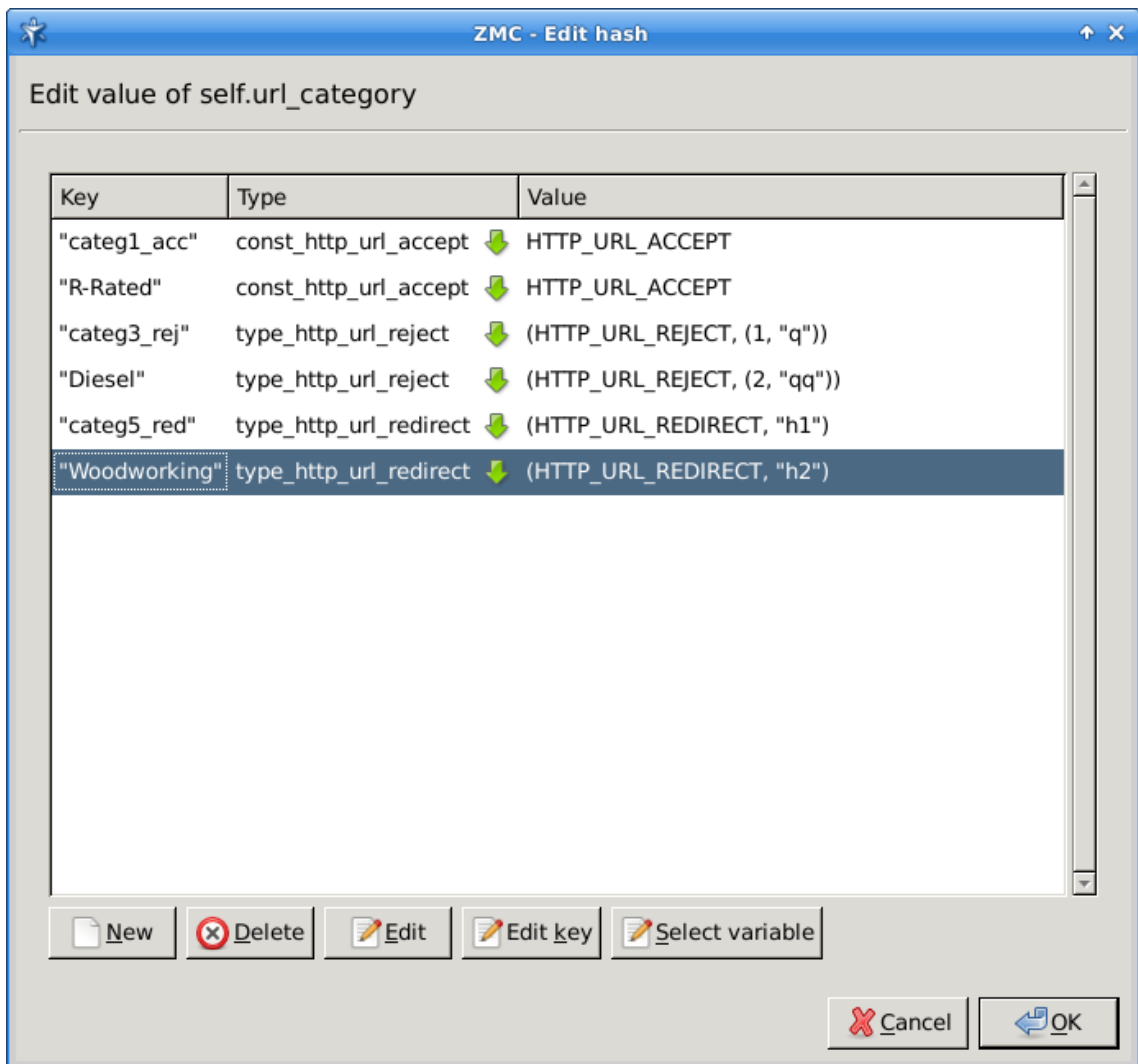 ZMC - Edit hash
Edit value of self.url_category
Key Type Value
"categ1_acc" const_http_url_accept HTTP_URL_ACCEPT
"R-Rated" const_http_url_accept HTTP_URL_ACCEPT
"categ3_rej" type_http_url_reject (HTTP_URL_REJECT, (1, "q"))
"Diesel" type_http_url_reject (HTTP_URL_REJECT, (2, "qq"))
"categ5_red" type_http_url_redirect (HTTP_URL_REDIRECT, "h1")
"Woodworking" type_http_url_redirect (HTTP_URL_REDIRECT, "h2")
New Delete Edit Edit key Select variable
Cancel OK